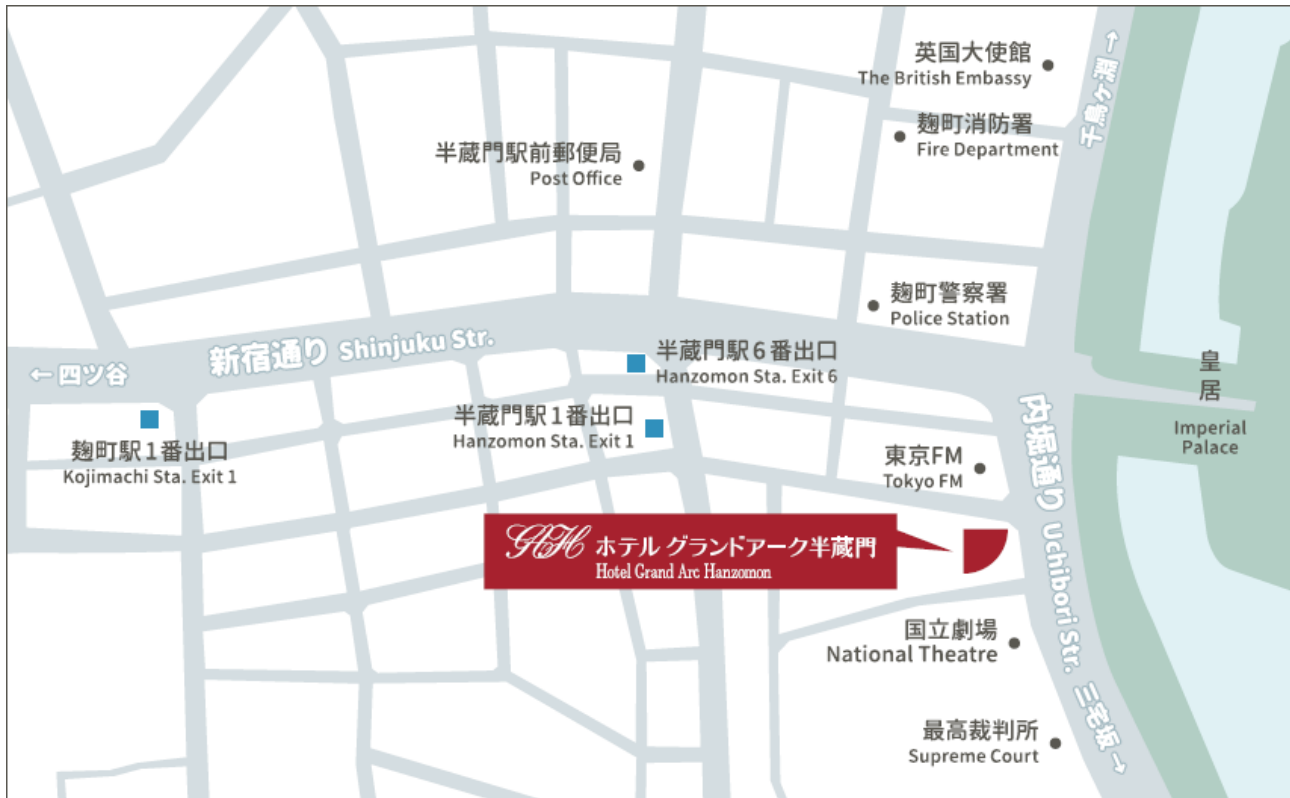 英国大使館
The British Embassy
千鳥ヶ淵→
麹町消防署
Fire Department
半蔵門駅前郵便局
Post Office
麹町警察署
Police Station
新宿通り Shinjuku Str.
←四ツ谷
半蔵門駅6番出口
Hanzomon Sta. Exit 6
皇
居
Imperial
Palace
麹町駅1番出口
Kojimachi Sta. Exit 1
半蔵門駅1番出口
Hanzomon Sta. Exit 1
内堀通り Uchibori Str.
東京FM
Tokyo FM
GAH ホテル グランドアーク半蔵門
Hotel Grand Arc Hanzomon
国立劇場
National Theatre
三宅坂→
最高裁判所
Supreme Court